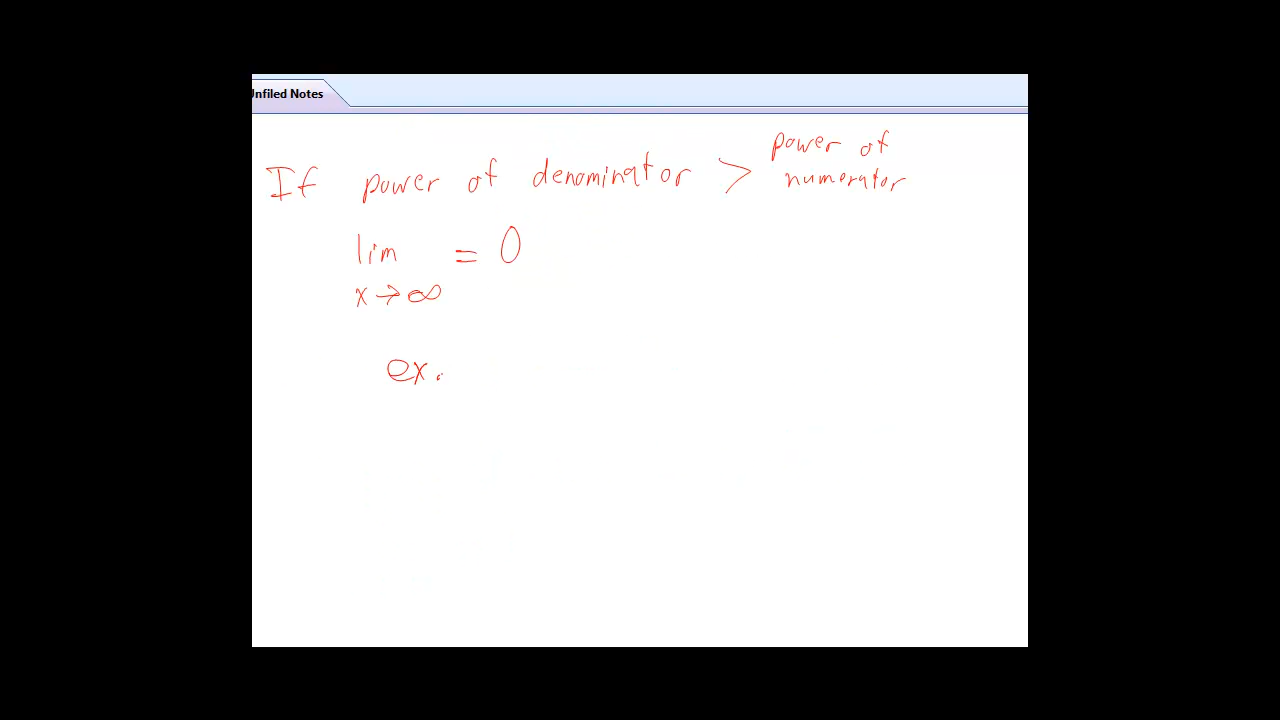 Unfiled Notes
If power of denominator > power of numerator
lim = 0
x → ∞
ex.